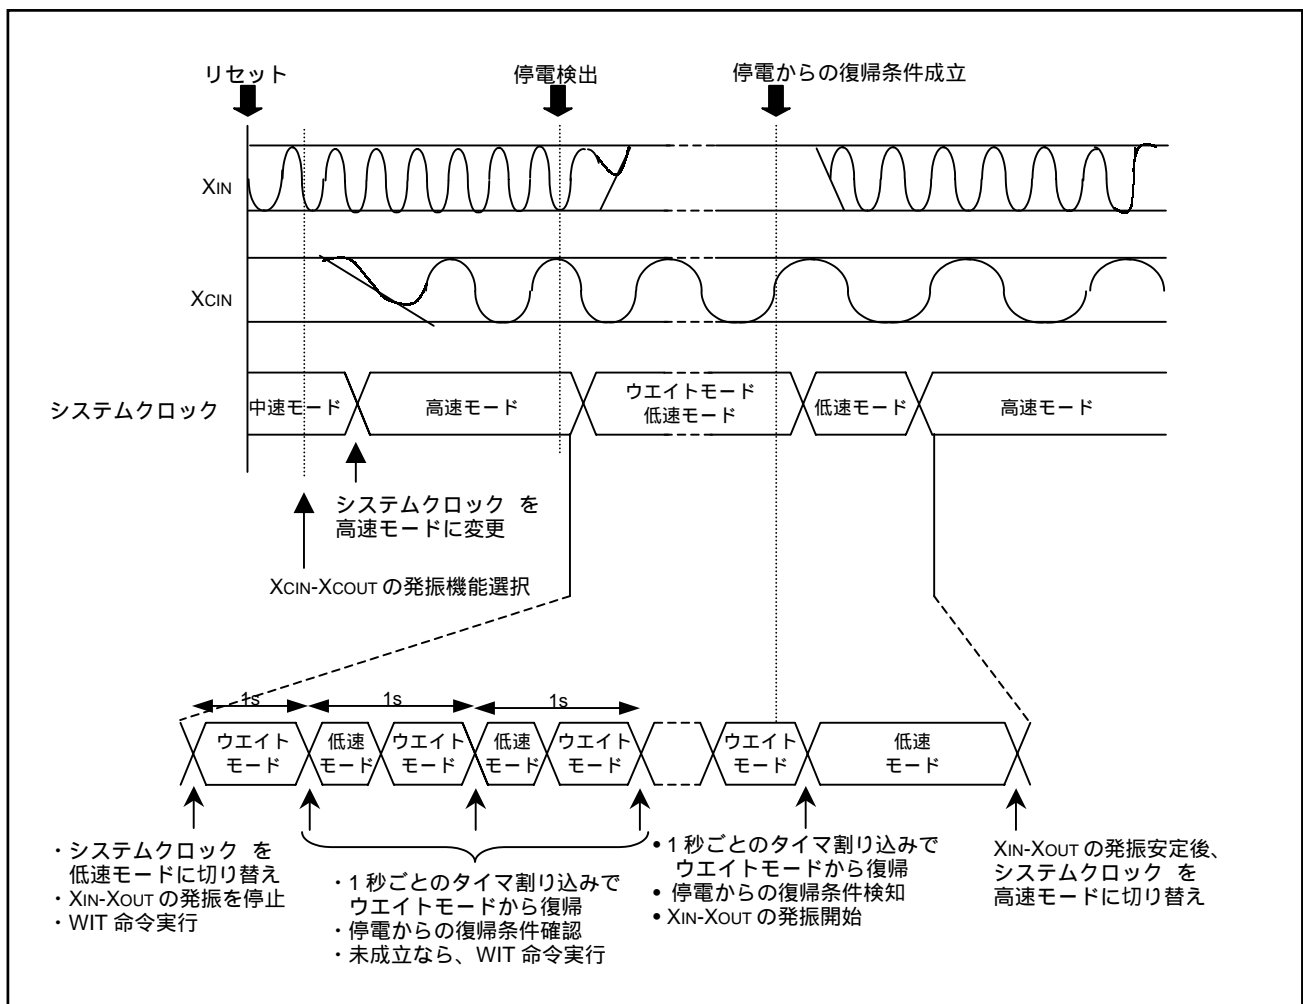 リセット
停電検出
停電からの復帰条件成立
XIN
XCIN
システムクロック
中速モード
高速モード
ウエイトモード
低速モード
低速モード
高速モード
システムクロック を
高速モードに変更
XCIN-XCOUT の発振機能選択
1s
1s
1s
ウエイト
モード
低速
モード
ウエイト
モード
低速
モード
ウエイト
モード
ウエイト
モード
低速
モード
・システムクロック を
低速モードに切り替え
・XIN-XOUT の発振を停止
・WIT 命令実行
・1 秒ごとのタイマ割り込みで
ウエイトモードから復帰
・停電からの復帰条件確認
・未成立なら、WIT 命令実行
• 1 秒ごとのタイマ割り込みで
ウエイトモードから復帰
• 停電からの復帰条件検知
• XIN-XOUT の発振開始
XIN-XOUT の発振安定後、
システムクロック を
高速モードに切り替え